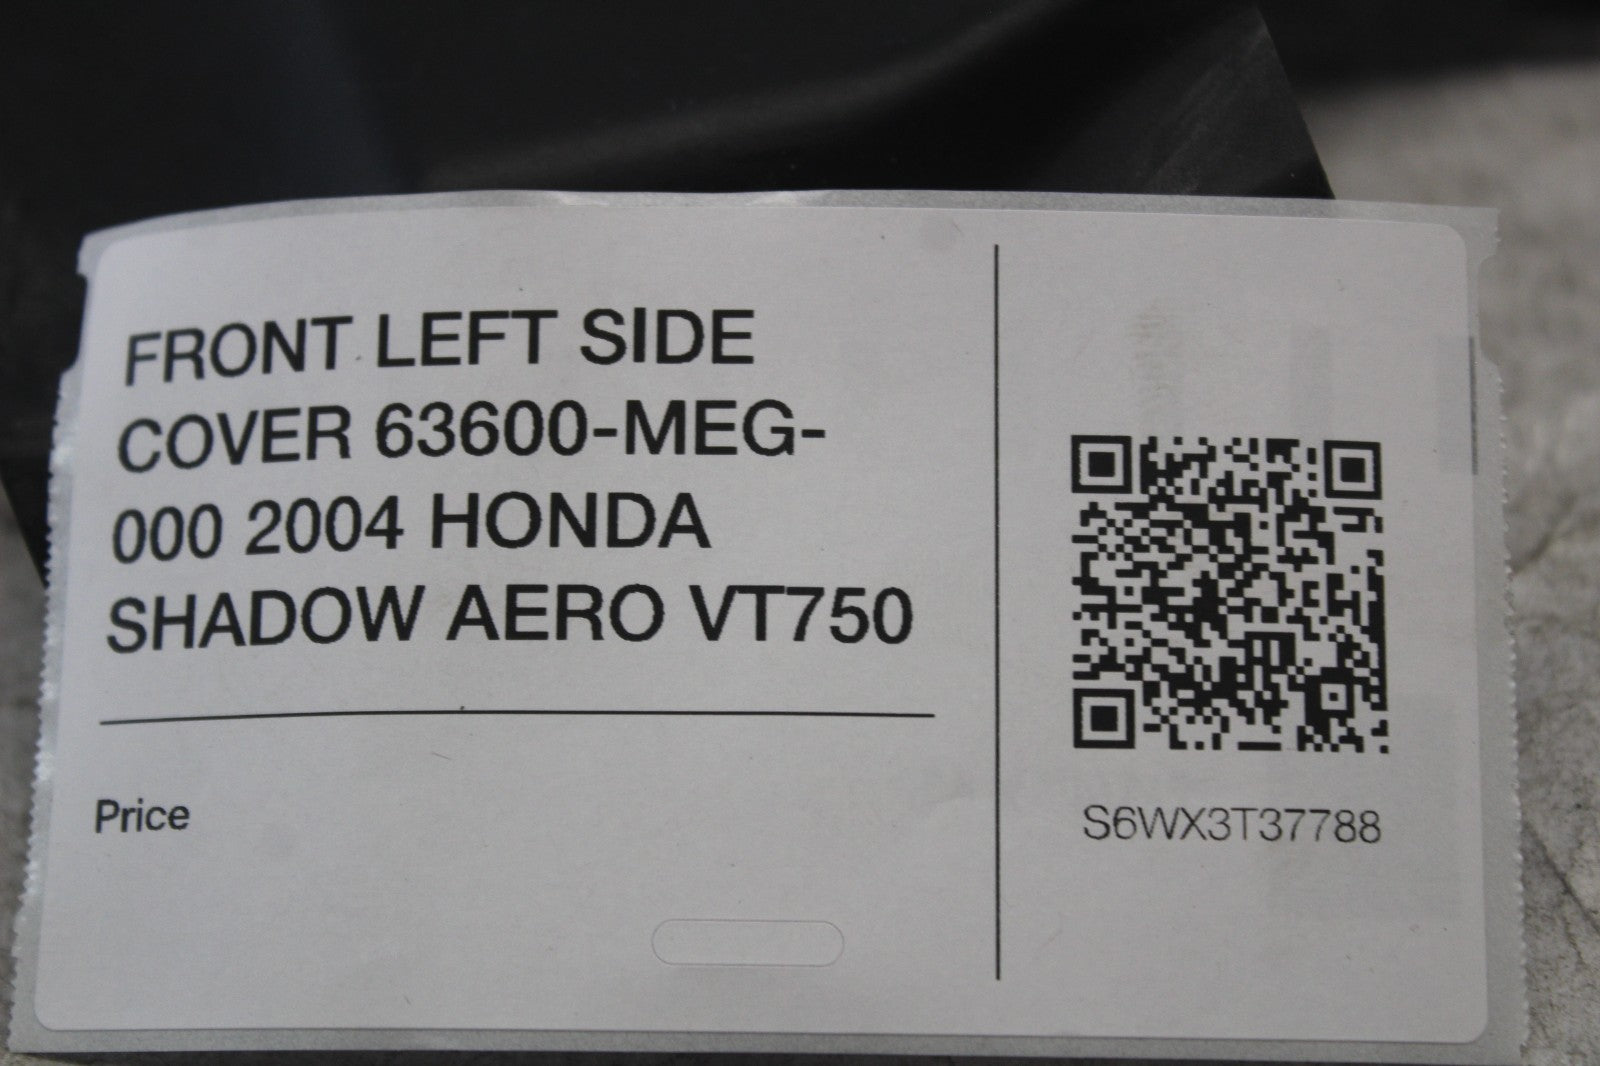 FRONT LEFT SIDE
COVER 63600-MEG-
000 2004 HONDA
SHADOW AERO VT750
Price
S6WX3T37788